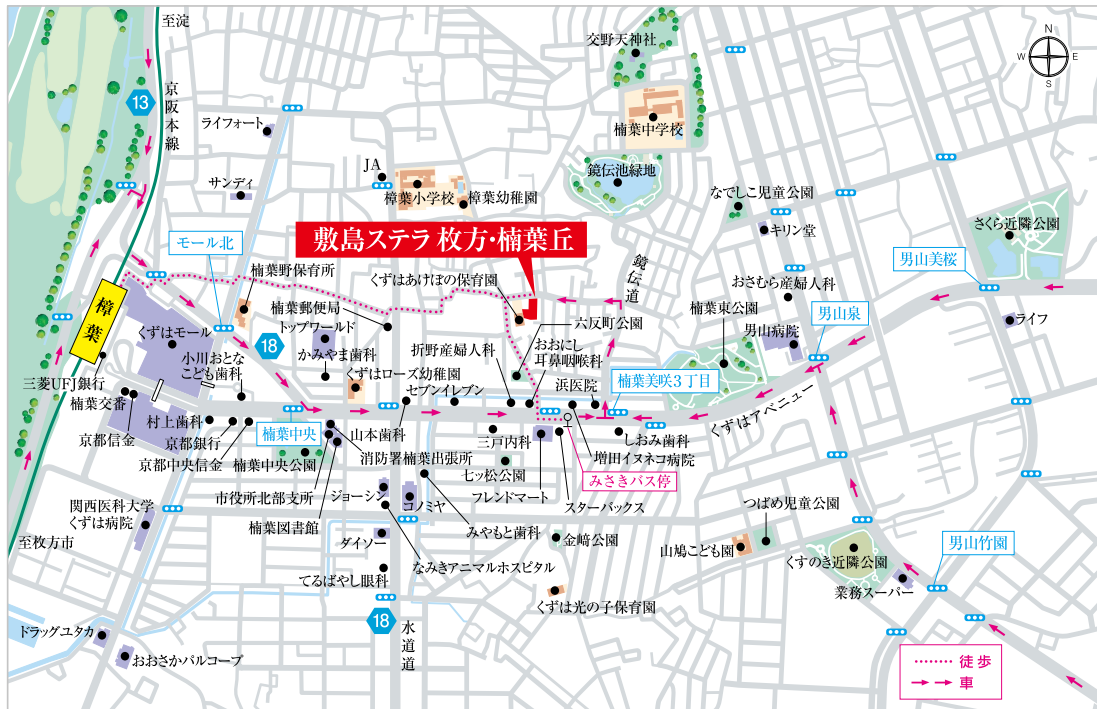 至淀
交野天神社
N
W
E
S
13
京阪本線
ライフォート
楠葉中学校
JA
鏡伝池緑地
サンディ
樟葉小学校
樟葉幼稚園
なでしこ児童公園
キリン堂
さくら近隣公園
敷島ステラ 枚方・楠葉丘
モール北
鏡伝道
男山美桜
楠葉野保育所
くずはあけぼの保育園
おさむら産婦人科
樟葉
楠葉郵便局
六反町公園
楠葉東公園
男山泉
くずはモール
18
トップワールド
おおにし
耳鼻咽喉科
男山病院
ライフ
小川おとな
こども歯科
かみやま歯科
折野産婦人科
三菱UFJ銀行
くずはローズ幼稚園
セブンイレブン
浜医院
楠葉美咲3丁目
くずはアベニュー
楠葉交番
京都信金
村上歯科
京都銀行
京都中央信金
楠葉中央
楠葉中央公園
山本歯科
消防署楠葉出張所
三戸内科
しおみ歯科
増田イヌネコ病院
七ッ松公園
みさきバス停
市役所北部支所
ジョーシン
コノミヤ
フレンドマート
スターバックス
関西医科大学
くずは病院
楠葉図書館
みやもと歯科
つばめ児童公園
至枚方市
ダイソー
金﨑公園
山鳩こども園
くすのき近隣公園
男山竹園
なみきアニマルホスピタル
てるばやし眼科
業務スーパー
くずは光の子保育園
18
水道道
ドラッグユタカ
おおさかパルコープ
徒歩
車